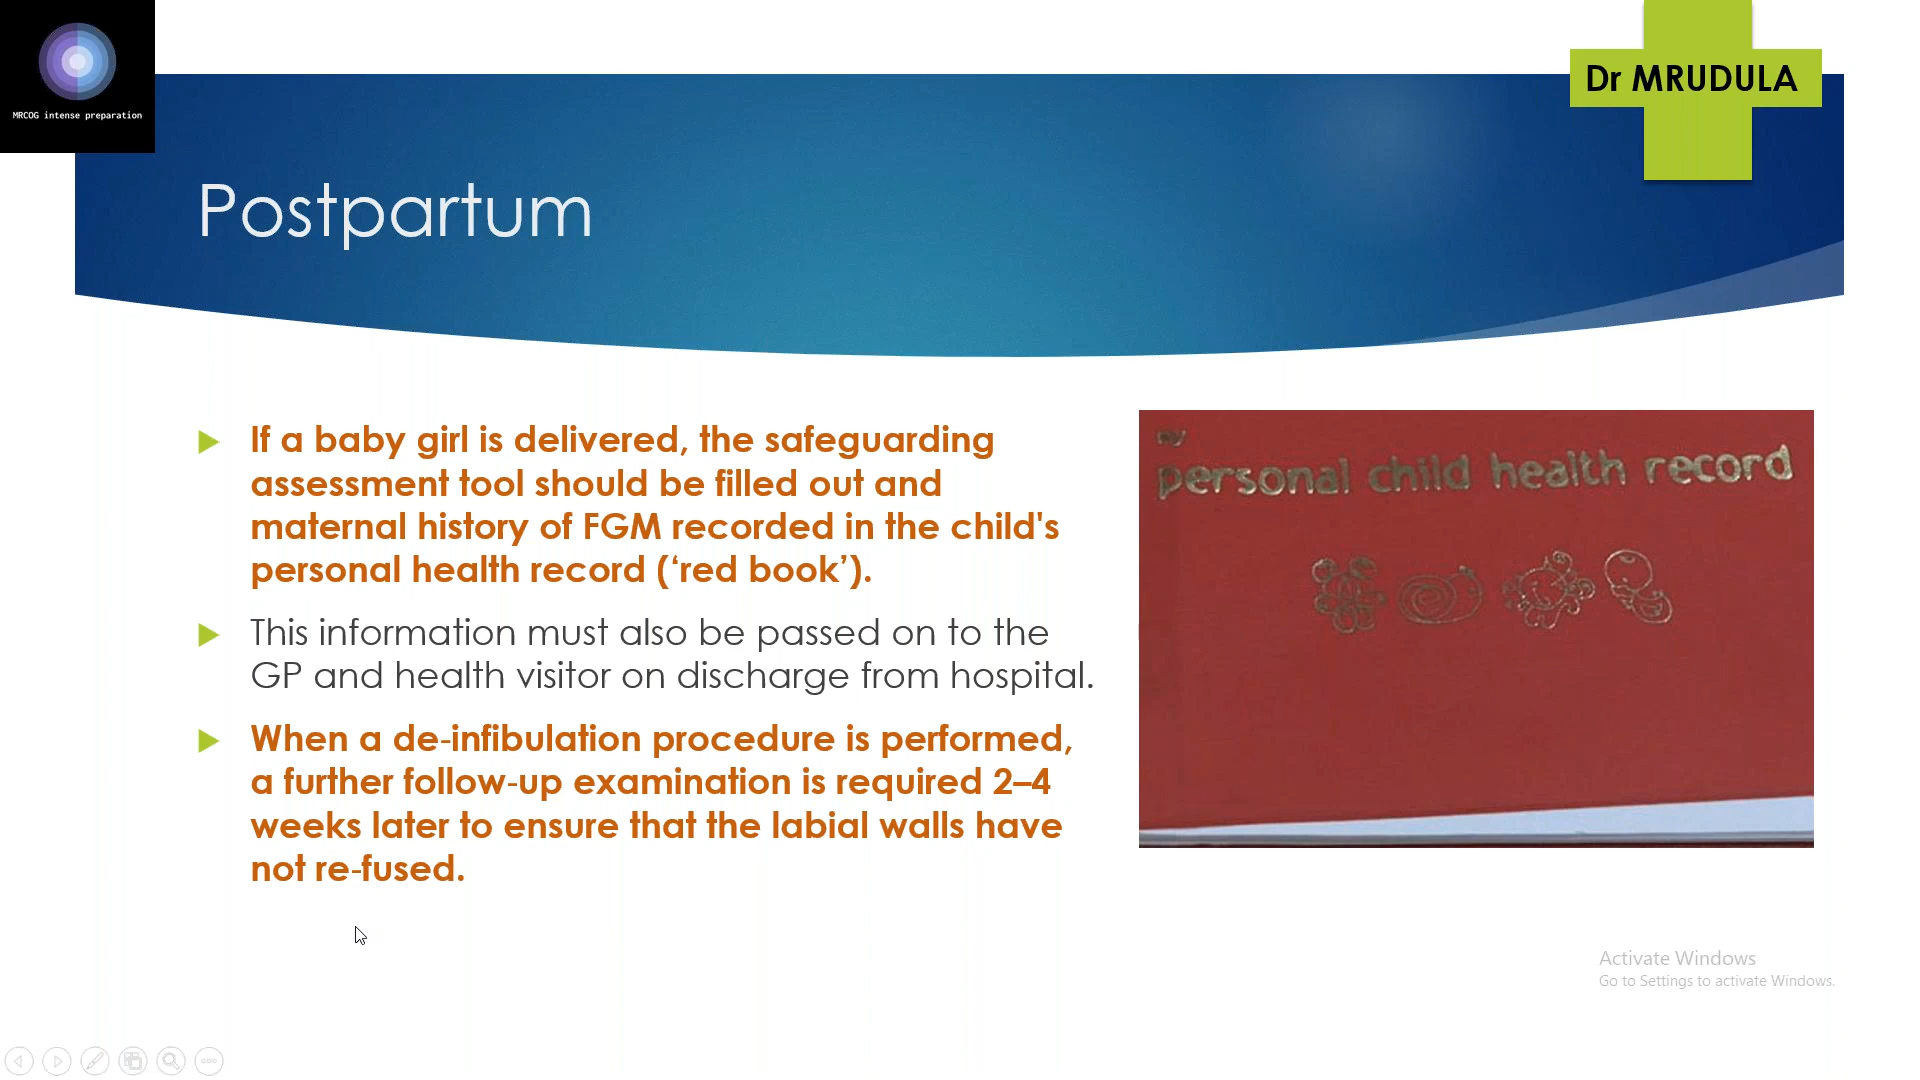 MRCOG intense preparation
Dr MRUDULA
Postpartum
If a baby girl is delivered, the safeguarding
assessment tool should be filled out and
maternal history of FGM recorded in the child's
personal health record (‘red book’).
This information must also be passed on to the
GP and health visitor on discharge from hospital.
When a de-infibulation procedure is performed,
a further follow-up examination is required 2–4
weeks later to ensure that the labial walls have
not re-fused.
my
personal child health record
Activate Windows
Go to Settings to activate Windows.